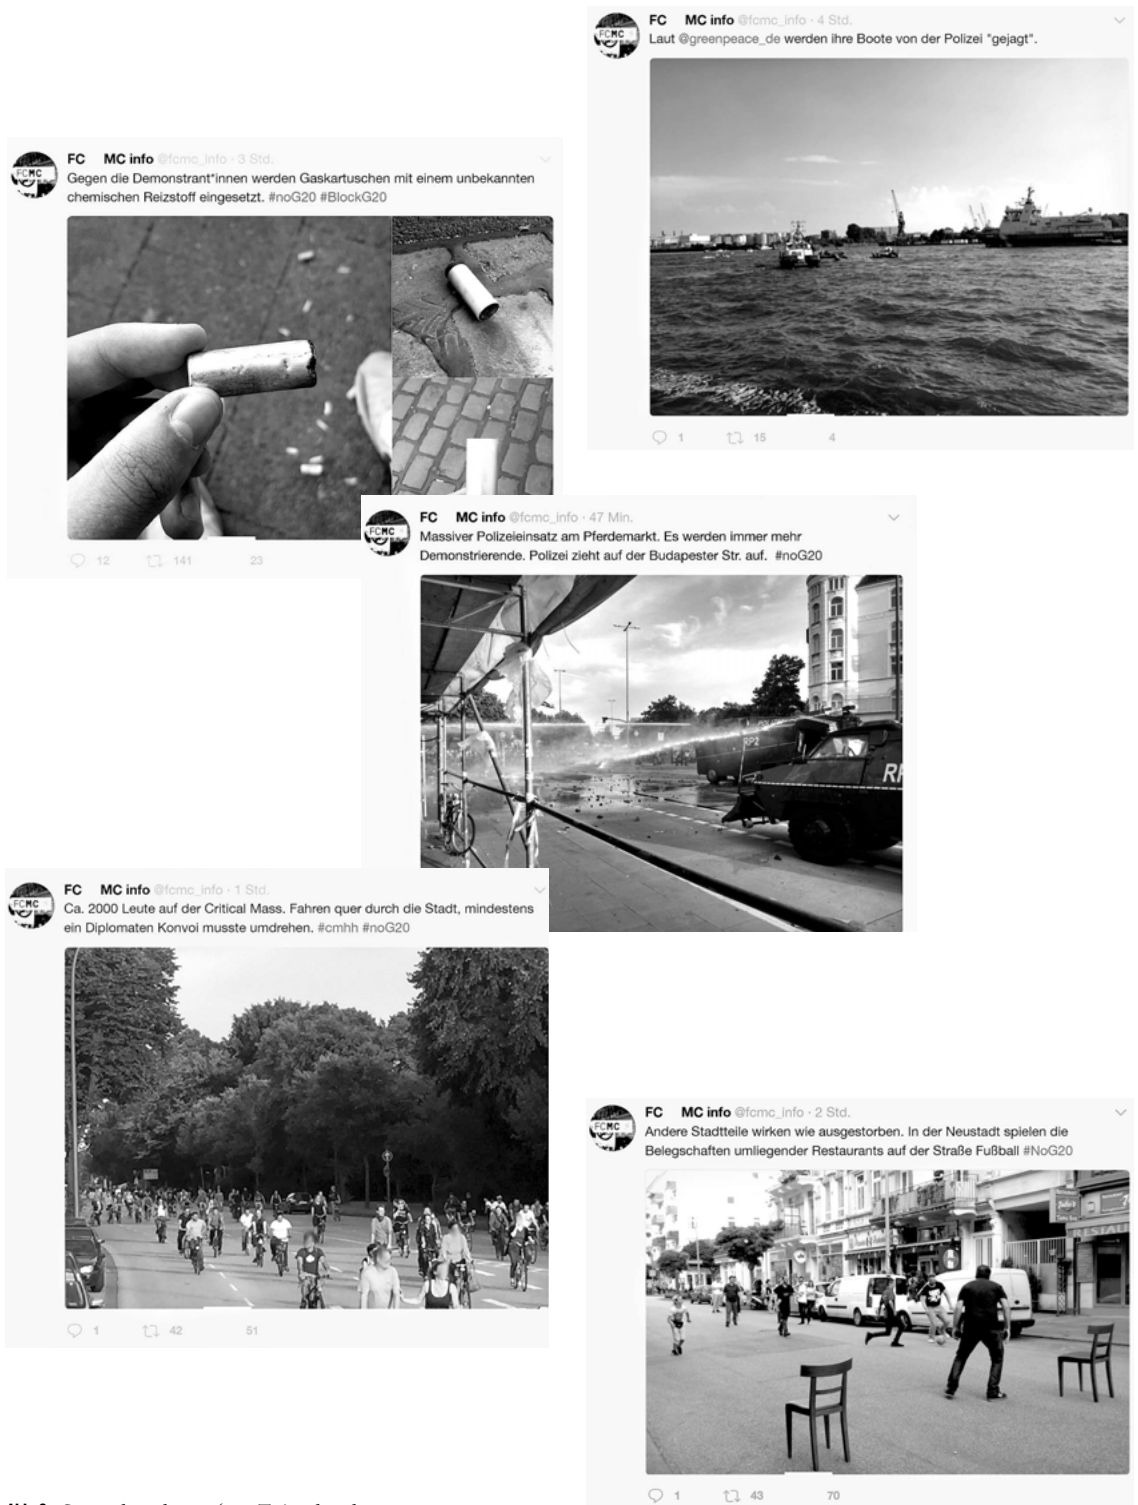 FC MC info @fcmc_info · 4 Std.
Laut @greenpeace_de werden ihre Boote von der Polizei "gejagt".
1 15 4
FC MC info @fcmc_info · 3 Std.
Gegen die Demonstrant*innen werden Gaskartuschen mit einem unbekannten
chemischen Reizstoff eingesetzt. #noG20 #BlockG20
12 141 23
FC MC info @fcmc_info · 47 Min.
Massiver Polizeieinsatz am Pferdemarkt. Es werden immer mehr
Demonstrierende. Polizei zieht auf der Budapester Str. auf. #noG20
RP2
FC MC info @fcmc_info · 1 Std.
Ca. 2000 Leute auf der Critical Mass. Fahren quer durch die Stadt, mindestens
ein Diplomaten Konvoi musste umdrehen. #cmhh #noG20
1 42 51
FC MC info @fcmc_info · 2 Std.
Andere Stadtteile wirken wie ausgestorben. In der Neustadt spielen die
Belegschaften umliegender Restaurants auf der Straße Fußball #NoG20
1 43 70